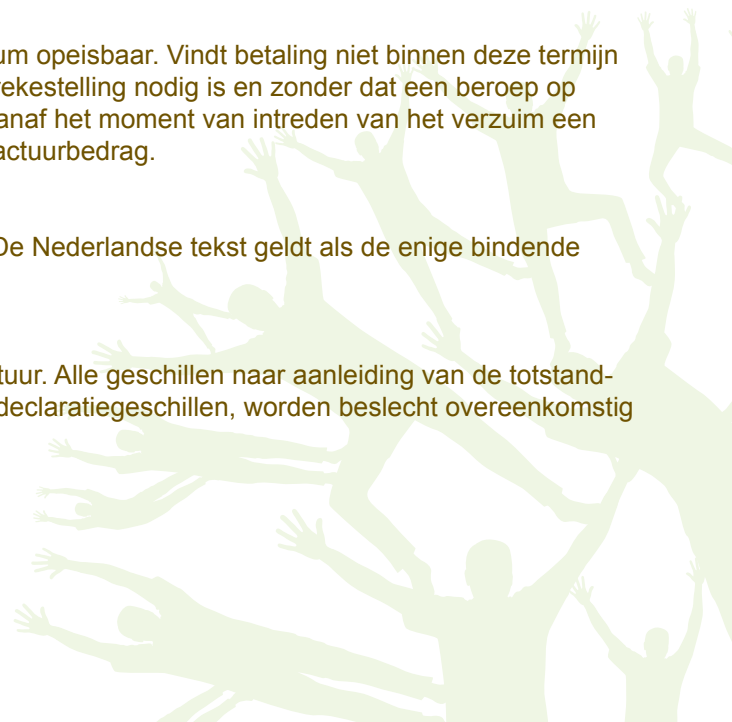 um opeisbaar. Vindt betaling niet binnen deze termijn
rekestelling nodig is en zonder dat een beroep op
anaf het moment van intreden van het verzuim een
actuurbedrag.
De Nederlandse tekst geldt als de enige bindende
tuur. Alle geschillen naar aanleiding van de totstand-
declaratiegeschillen, worden beslecht overeenkomstig